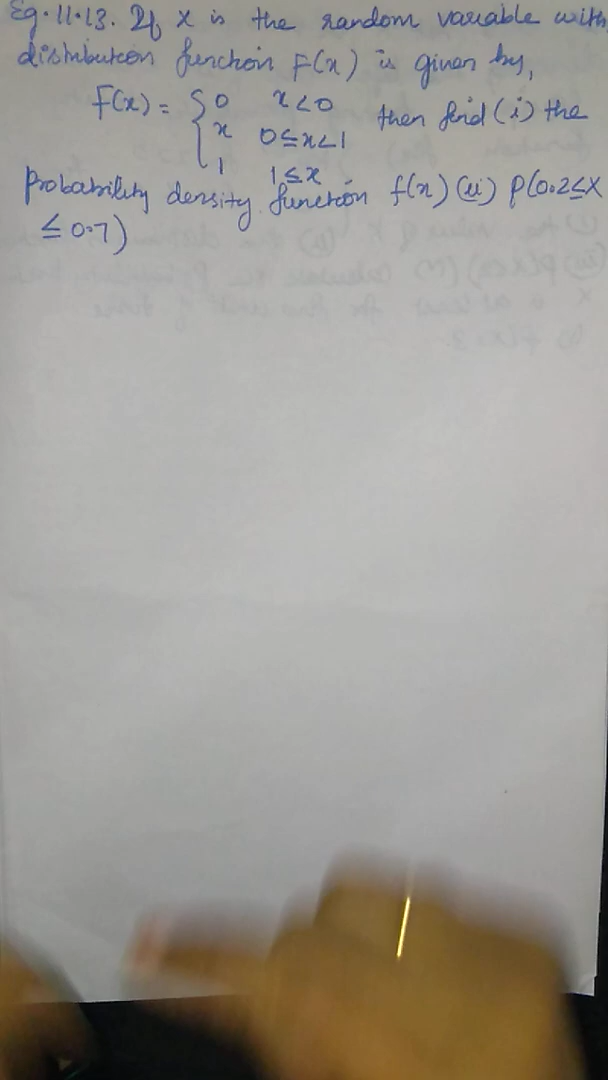 Eg. 11.13. If X is the random variable with
distribution function F(x) is given by,
F(x) = { 0 x<0
x 0≤x<1 then find (i) the
1 1≤x
Probability density function f(x) (ii) P(0.2≤X
≤0.7)